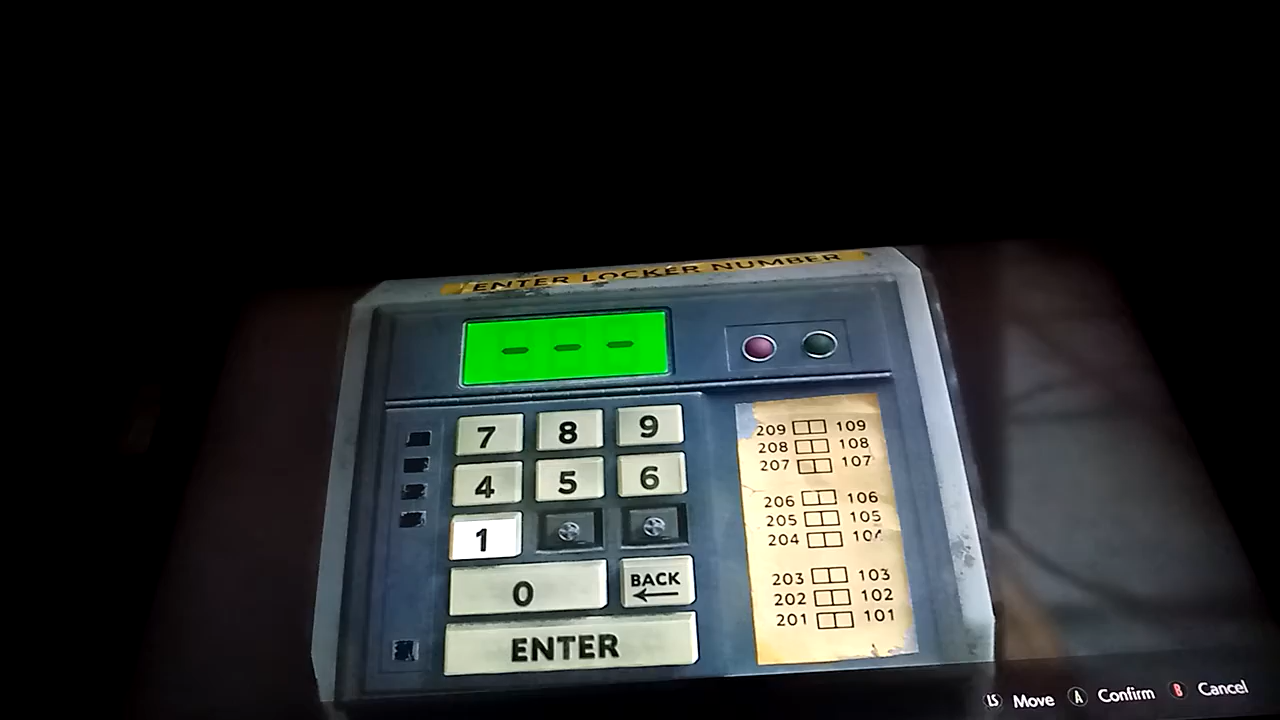 ENTER LOCKER NUMBER
- - -
7 8 9
4 5 6
1
0 BACK
ENTER
209 109
208 108
207 107
206 106
205 105
204 104
203 103
202 102
201 101
LS Move A Confirm B Cancel